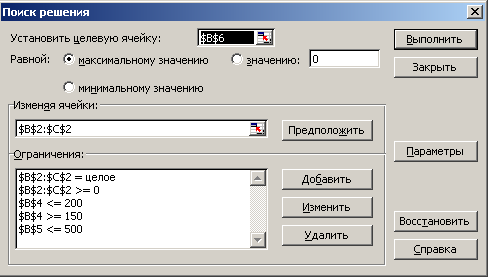 Поиск решения
Установить целевую ячейку: $B$6 Выполнить
Равной: максимальному значению значению: 0 Закрыть
минимальному значению
Изменяя ячейки:
$B$2:$C$2 Предположить
Ограничения: Параметры
$B$2:$C$2 = целое Добавить
$B$2:$C$2 >= 0
$B$4 <= 200 Изменить
$B$4 >= 150 Восстановить
$B$5 <= 500 Удалить
Справка